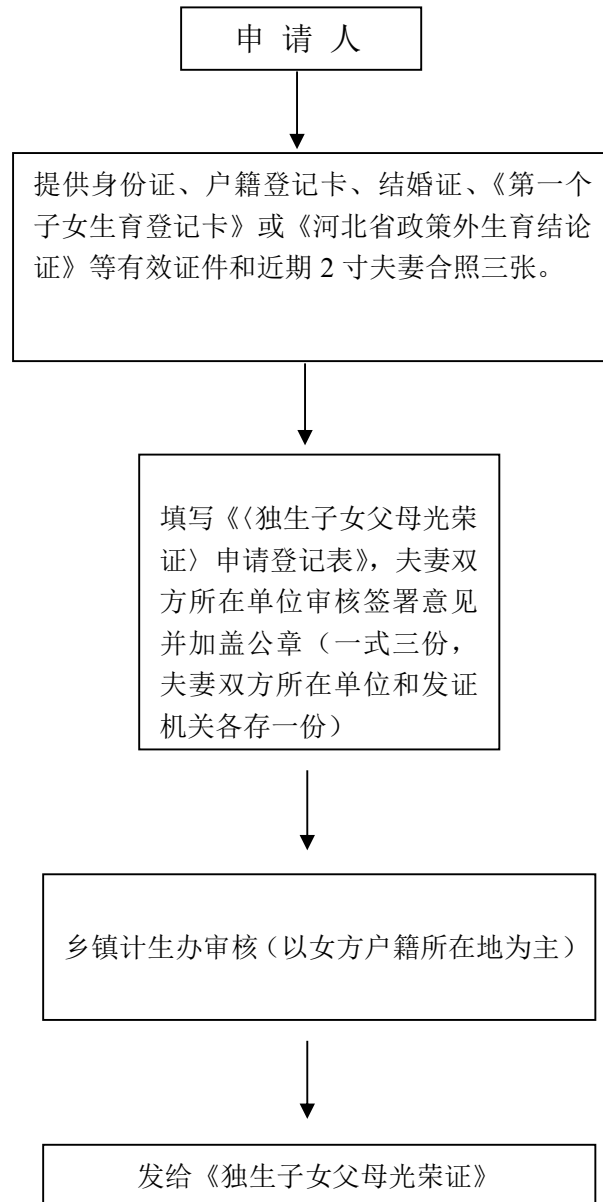 申 请 人
提供身份证、户籍登记卡、结婚证、《第一个
子女生育登记卡》或《河北省政策外生育结论
证》等有效证件和近期 2 寸夫妻合照三张。
填写《〈独生子女父母光荣
证〉申请登记表》，夫妻双
方所在单位审核签署意见
并加盖公章（一式三份，
夫妻双方所在单位和发证
机关各存一份）
乡镇计生办审核（以女方户籍所在地为主）
发给《独生子女父母光荣证》